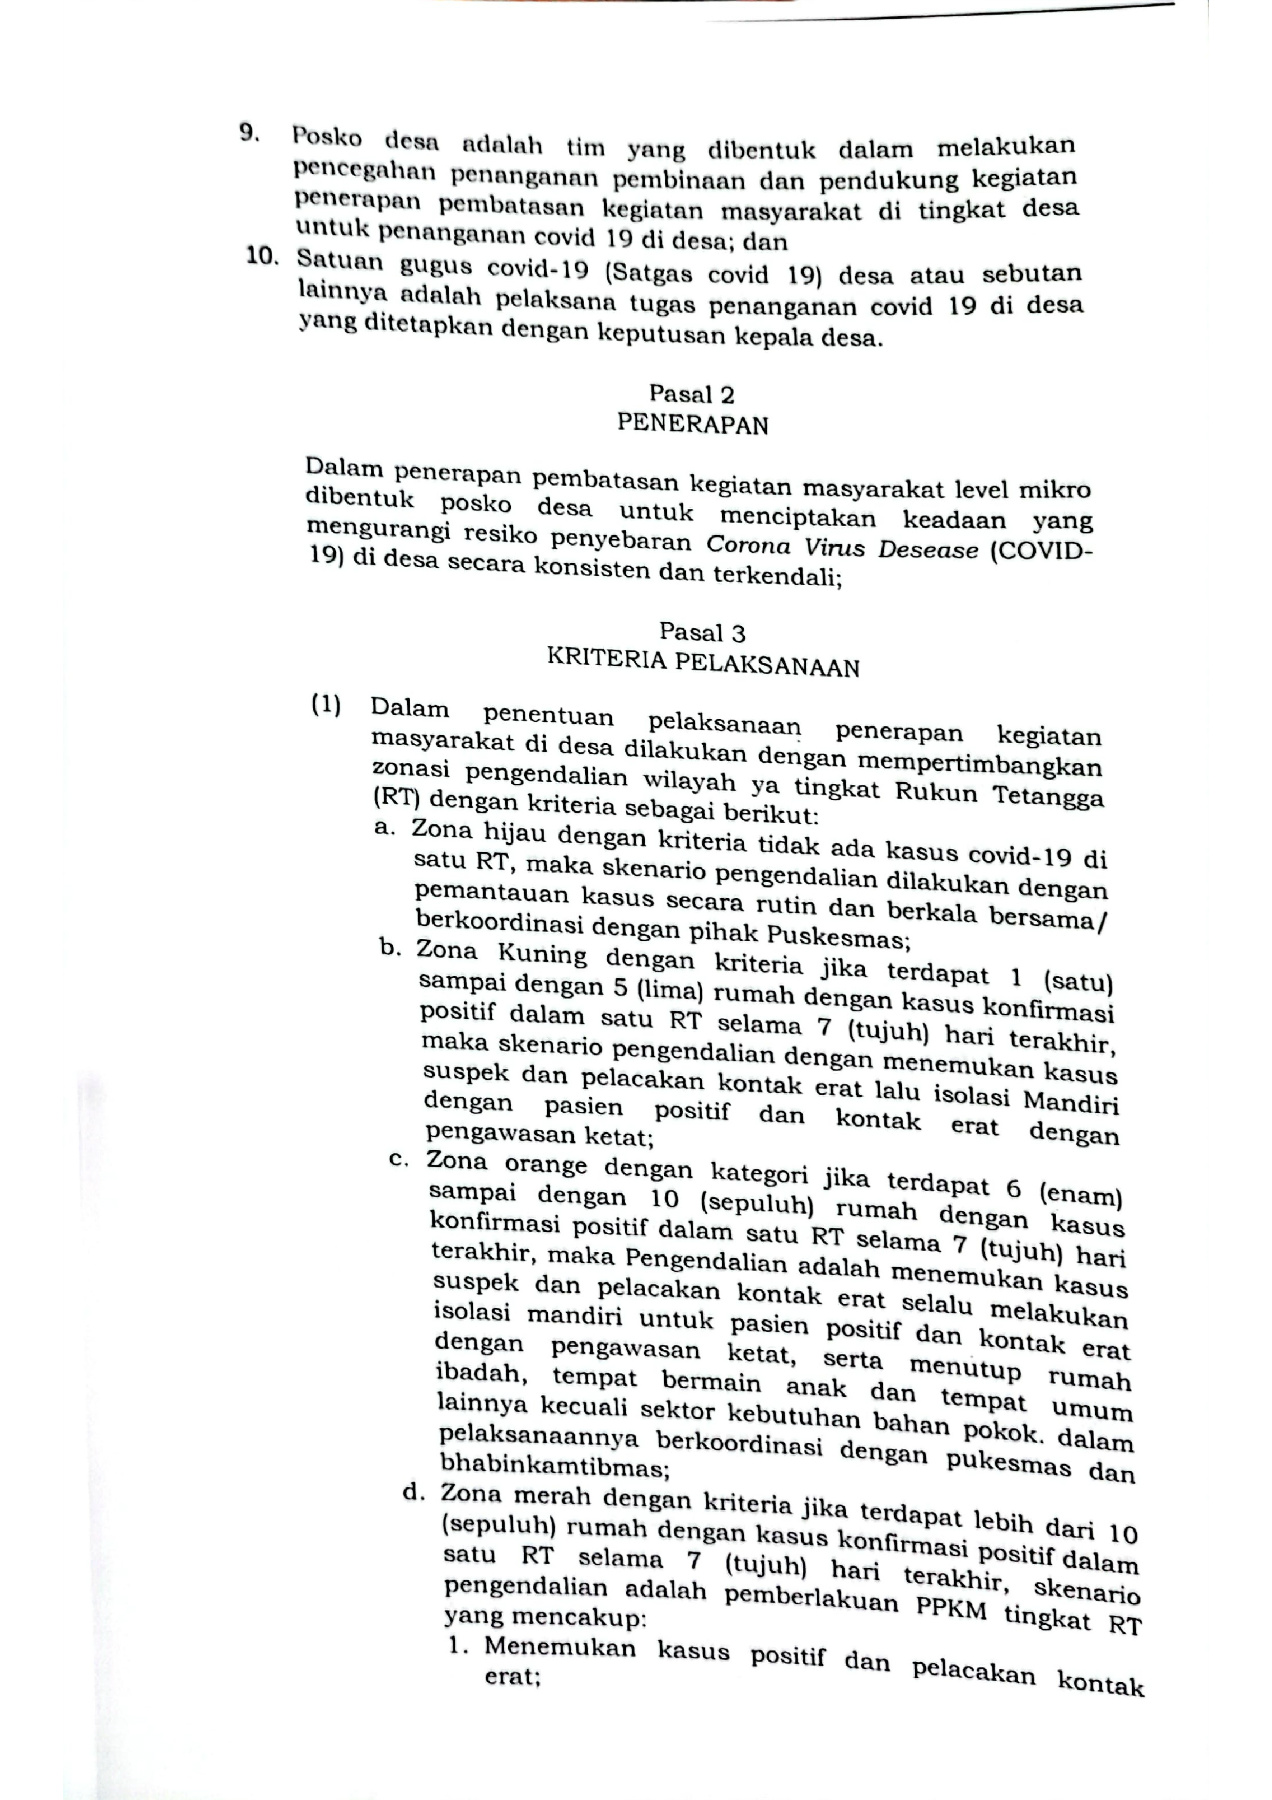 9. Posko desa adalah tim yang dibentuk dalam melakukan
pencegahan penanganan pembinaan dan pendukung kegiatan
penerapan pembatasan kegiatan masyarakat di tingkat desa
untuk penanganan covid 19 di desa; dan
10. Satuan gugus covid-19 (Satgas covid 19) desa atau sebutan
lainnya adalah pelaksana tugas penanganan covid 19 di desa
yang ditetapkan dengan keputusan kepala desa.
Pasal 2
PENERAPAN
Dalam penerapan pembatasan kegiatan masyarakat level mikro
dibentuk posko desa untuk menciptakan keadaan yang
mengurangi resiko penyebaran Corona Virus Desease (COVID-
19) di desa secara konsisten dan terkendali;
Pasal 3
KRITERIA PELAKSANAAN
(1) Dalam penentuan pelaksanaan penerapan kegiatan
masyarakat di desa dilakukan dengan mempertimbangkan
zonasi pengendalian wilayah ya tingkat Rukun Tetangga
(RT) dengan kriteria sebagai berikut:
a. Zona hijau dengan kriteria tidak ada kasus covid-19 di
satu RT, maka skenario pengendalian dilakukan dengan
pemantauan kasus secara rutin dan berkala bersama/
berkoordinasi dengan pihak Puskesmas;
b. Zona Kuning dengan kriteria jika terdapat 1 (satu)
sampai dengan 5 (lima) rumah dengan kasus konfirmasi
positif dalam satu RT selama 7 (tujuh) hari terakhir,
maka skenario pengendalian dengan menemukan kasus
suspek dan pelacakan kontak erat lalu isolasi Mandiri
dengan pasien positif dan kontak erat dengan
pengawasan ketat;
c. Zona orange dengan kategori jika terdapat 6 (enam)
sampai dengan 10 (sepuluh) rumah dengan kasus
konfirmasi positif dalam satu RT selama 7 (tujuh) hari
terakhir, maka Pengendalian adalah menemukan kasus
suspek dan pelacakan kontak erat selalu melakukan
isolasi mandiri untuk pasien positif dan kontak erat
dengan pengawasan ketat, serta menutup rumah
ibadah, tempat bermain anak dan tempat umum
lainnya kecuali sektor kebutuhan bahan pokok. dalam
pelaksanaannya berkoordinasi dengan pukesmas dan
bhabinkamtibmas;
d. Zona merah dengan kriteria jika terdapat lebih dari 10
(sepuluh) rumah dengan kasus konfirmasi positif dalam
satu RT selama 7 (tujuh) hari terakhir, skenario
pengendalian adalah pemberlakuan PPKM tingkat RT
yang mencakup:
1. Menemukan kasus positif dan pelacakan kontak
erat;